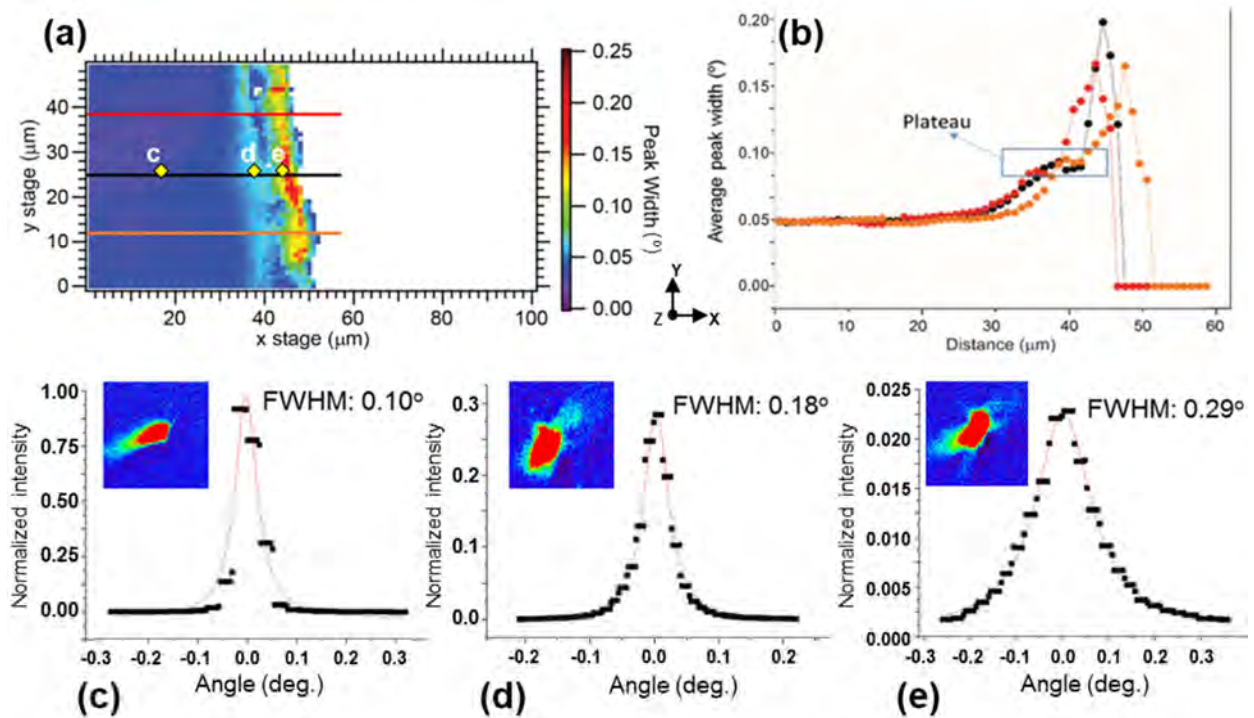 (a)
y stage (μm)
40
30
20
10
0
c
d
e
20
40
60
80
100
x stage (μm)
0.25
0.20
0.15
0.10
0.05
0.00
Peak Width (°)
Y
Z
X
(b)
Average peak width (°)
0.20
0.15
0.10
0.05
0.00
Plateau
0
10
20
30
40
50
60
Distance (μm)
Normalized intensity
1.00
0.75
0.50
0.25
0.00
FWHM: 0.10°
-0.3 -0.2 -0.1 0.0 0.1 0.2 0.3
Angle (deg.)
(c)
Normalized intensity
0.3
0.2
0.1
0.0
FWHM: 0.18°
-0.2 -0.1 0.0 0.1 0.2
Angle (deg.)
(d)
Normalized intensity
0.025
0.020
0.015
0.010
0.005
0.000
FWHM: 0.29°
-0.2 -0.1 0.0 0.1 0.2 0.3
Angle (deg.)
(e)